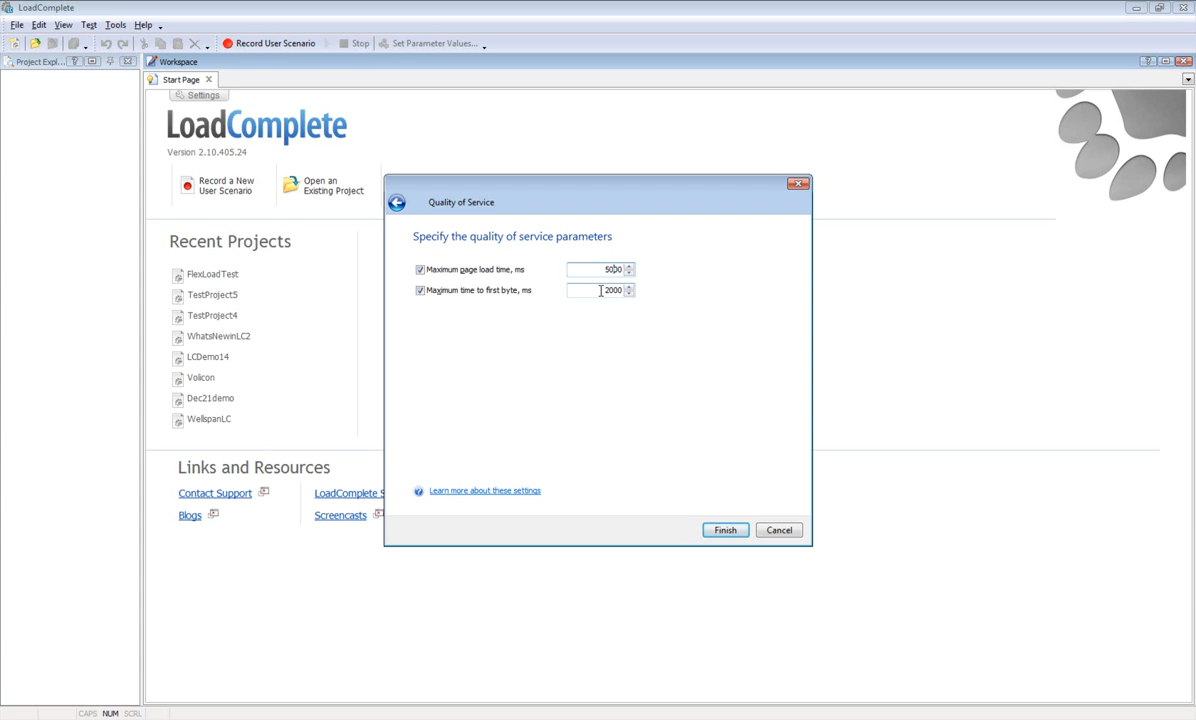 LoadComplete
File Edit View Test Tools Help
Record User Scenario Stop Set Parameter Values...
Project Expl... Workspace
Start Page
Settings
LoadComplete
Version 2.10.405.24
Record a New
User Scenario
Open an
Existing Project
Recent Projects
FlexLoadTest
TestProject5
TestProject4
WhatsNewinLC2
LCDemo14
Volicon
Dec21demo
WellspanLC
Links and Resources
Contact Support LoadComplete S
Blogs Screencasts
Quality of Service
Specify the quality of service parameters
Maximum page load time, ms 5000
Maximum time to first byte, ms 2000
Learn more about these settings
Finish Cancel
CAPS NUM SCRL